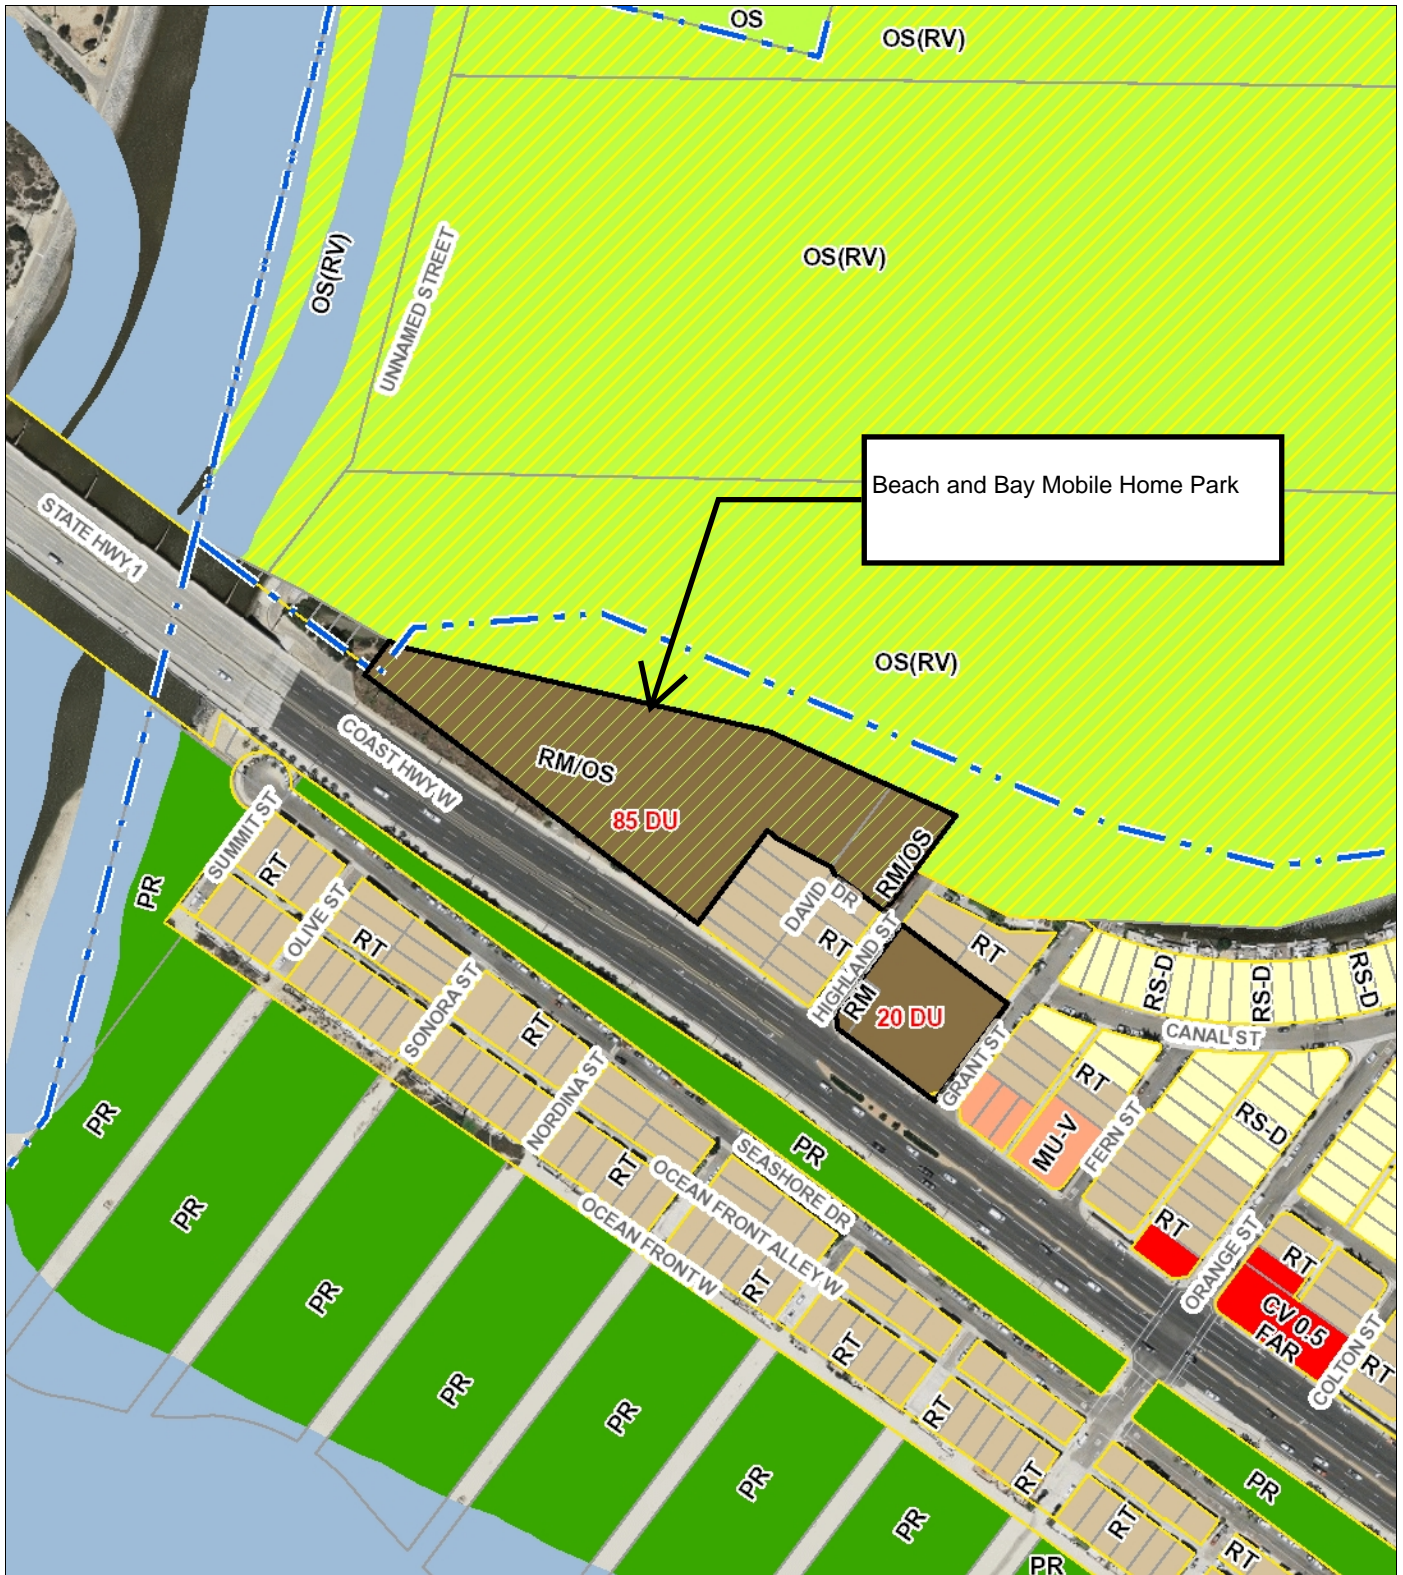 OS
OS(RV)
OS(RV)
OS(RV)
UNNAMED STREET
Beach and Bay Mobile Home Park
STATE HWY 1
OS(RV)
COAST HWY W
RM/OS
85 DU
RM/OS
SUMMIT ST
RT
PR
OLIVE ST
RT
DAVID DR
RT
HIGHLAND ST
RT
RM
20 DU
RS-D
RS-D
RS-D
CANAL ST
SONORA ST
RT
GRANT ST
RT
NORDINA ST
PR
RS-D
FERN ST
MU-V
PR
SEASHORE DR
RT
OCEAN FRONT ALLEY W
OCEAN FRONT W
PR
RT
RT
ORANGE ST
RT
CV 0.5
FAR
COLTON ST
RT
PR
RT
PR
RT
PR
RT
PR
PR
RT
PR
RT
PR
RT